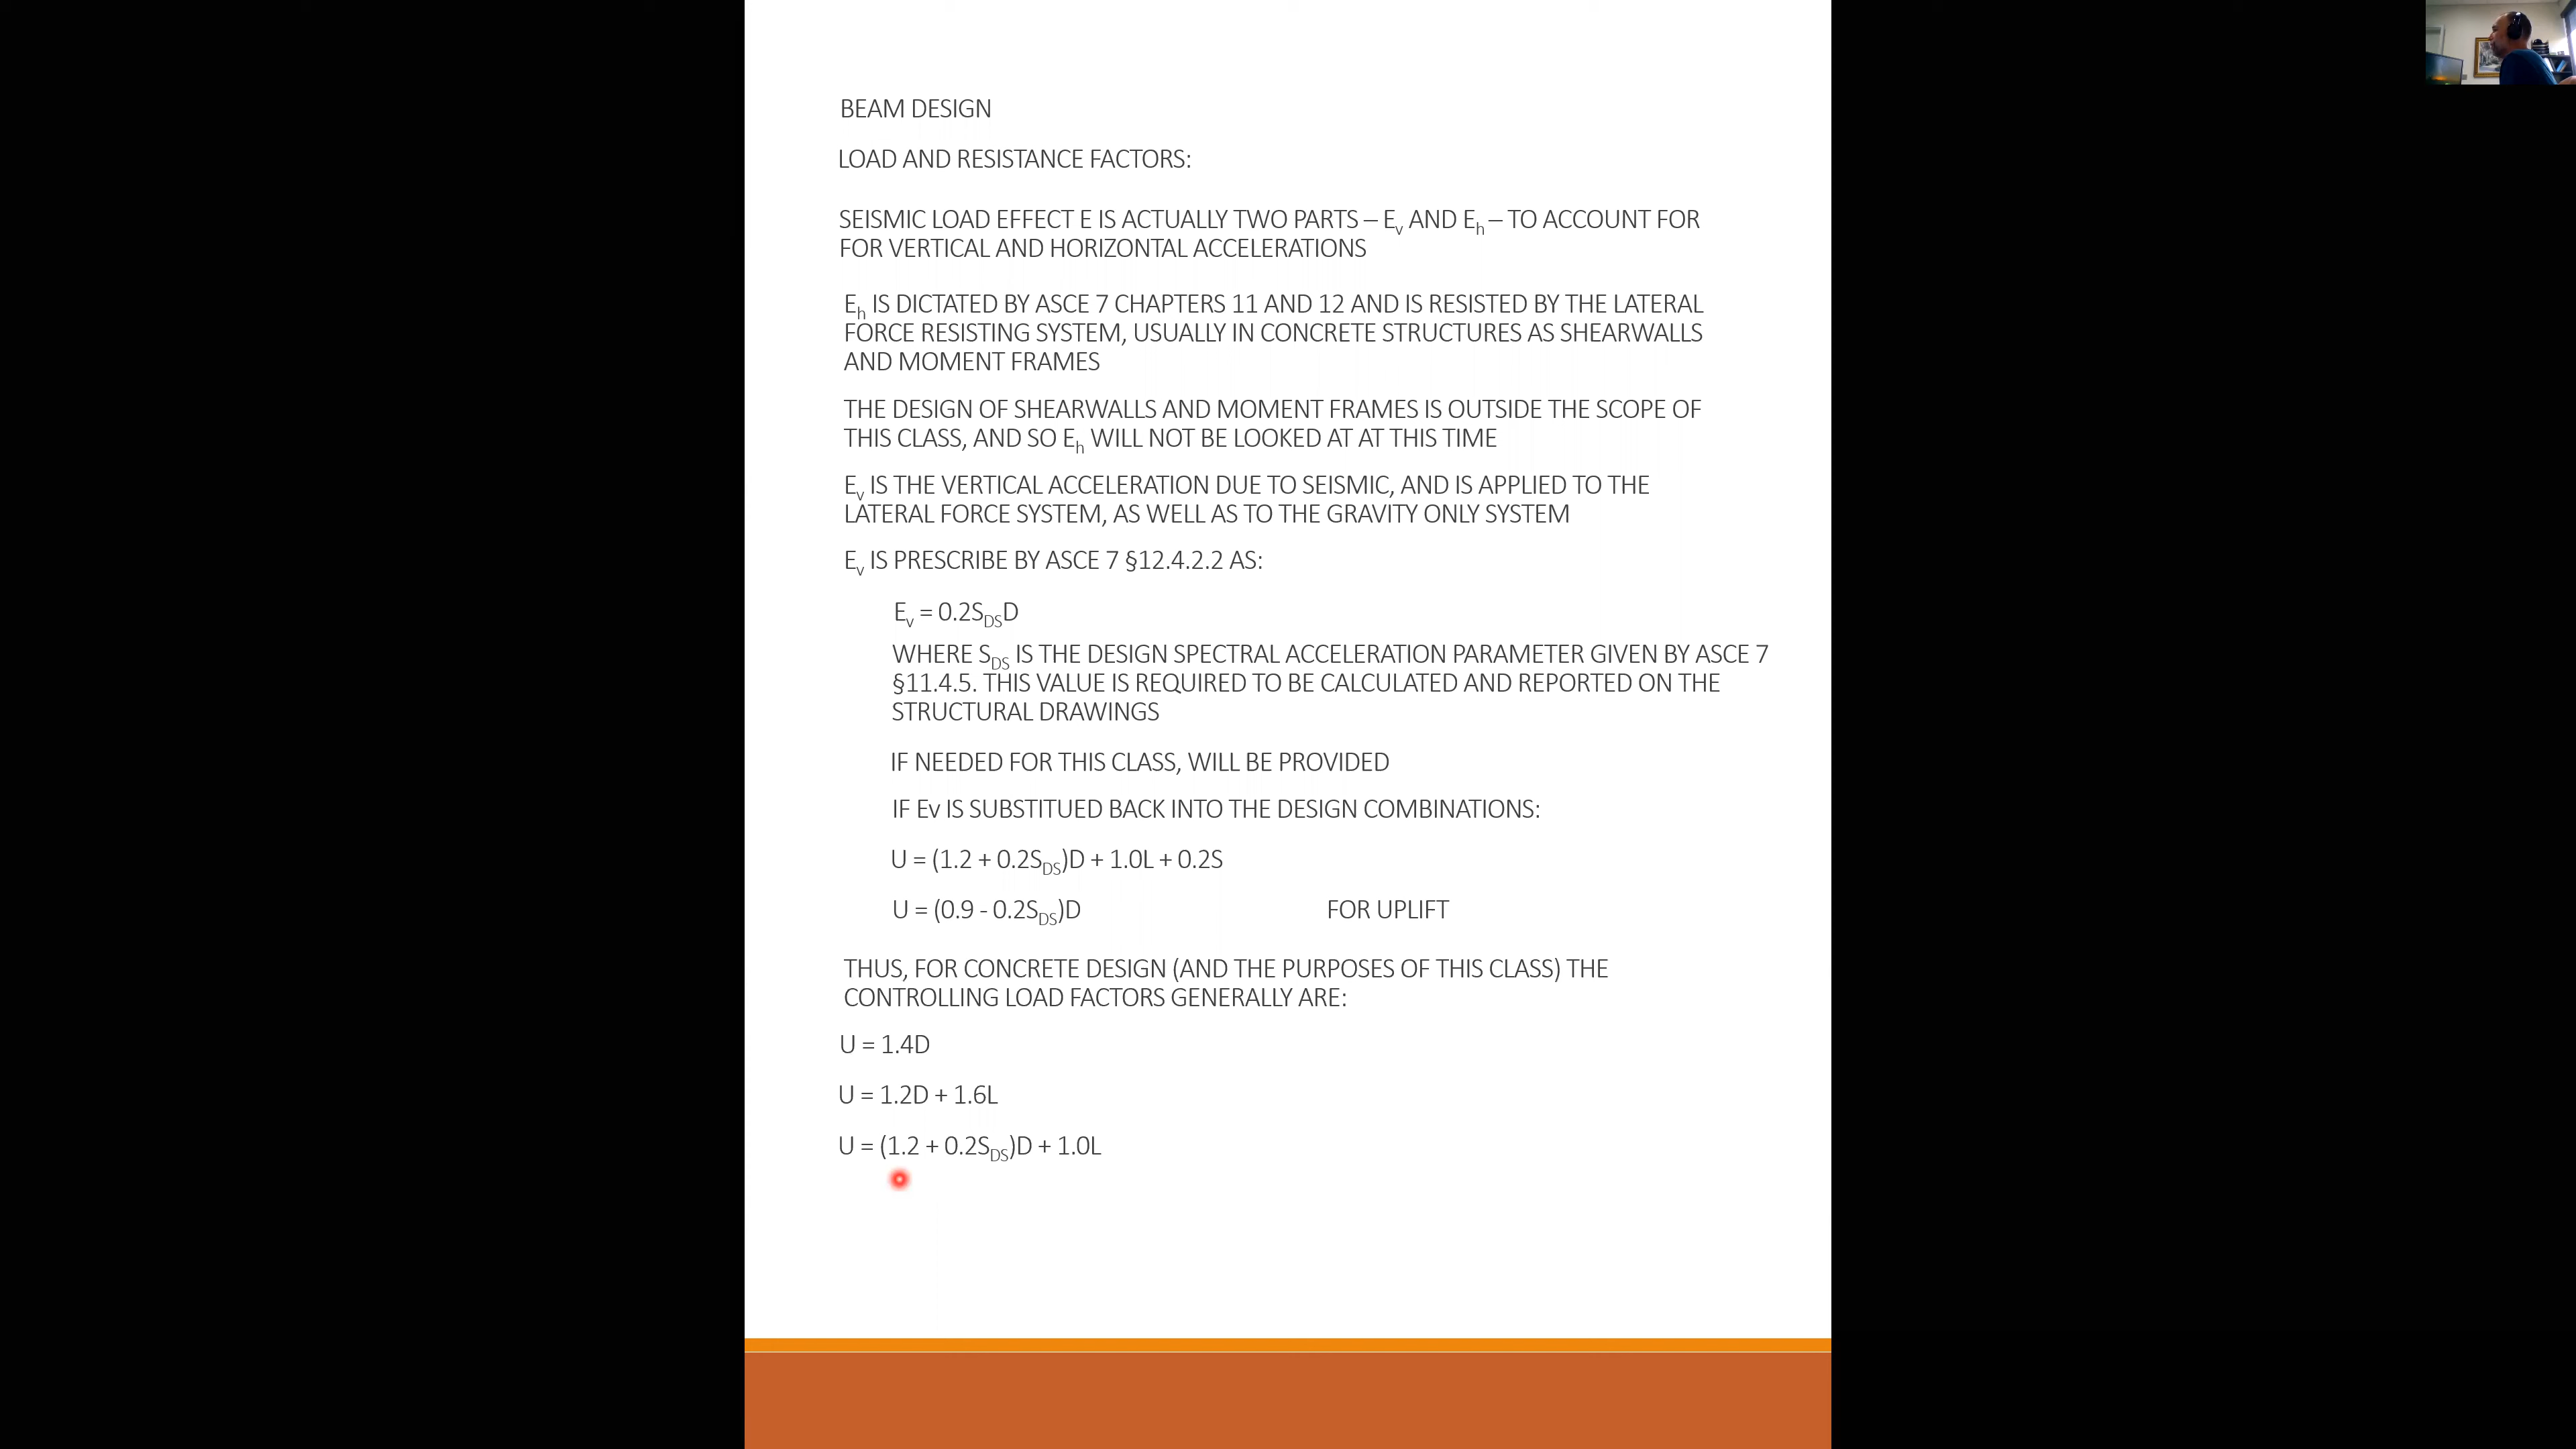 BEAM DESIGN
LOAD AND RESISTANCE FACTORS:
SEISMIC LOAD EFFECT E IS ACTUALLY TWO PARTS – Ev AND Eh – TO ACCOUNT FOR
FOR VERTICAL AND HORIZONTAL ACCELERATIONS
Eh IS DICTATED BY ASCE 7 CHAPTERS 11 AND 12 AND IS RESISTED BY THE LATERAL
FORCE RESISTING SYSTEM, USUALLY IN CONCRETE STRUCTURES AS SHEARWALLS
AND MOMENT FRAMES
THE DESIGN OF SHEARWALLS AND MOMENT FRAMES IS OUTSIDE THE SCOPE OF
THIS CLASS, AND SO Eh WILL NOT BE LOOKED AT AT THIS TIME
Ev IS THE VERTICAL ACCELERATION DUE TO SEISMIC, AND IS APPLIED TO THE
LATERAL FORCE SYSTEM, AS WELL AS TO THE GRAVITY ONLY SYSTEM
Ev IS PRESCRIBE BY ASCE 7 §12.4.2.2 AS:
Ev = 0.2SDSD
WHERE SDS IS THE DESIGN SPECTRAL ACCELERATION PARAMETER GIVEN BY ASCE 7
§11.4.5. THIS VALUE IS REQUIRED TO BE CALCULATED AND REPORTED ON THE
STRUCTURAL DRAWINGS
IF NEEDED FOR THIS CLASS, WILL BE PROVIDED
IF Ev IS SUBSTITUED BACK INTO THE DESIGN COMBINATIONS:
U = (1.2 + 0.2SDS)D + 1.0L + 0.2S
U = (0.9 - 0.2SDS)D FOR UPLIFT
THUS, FOR CONCRETE DESIGN (AND THE PURPOSES OF THIS CLASS) THE
CONTROLLING LOAD FACTORS GENERALLY ARE:
U = 1.4D
U = 1.2D + 1.6L
U = (1.2 + 0.2SDS)D + 1.0L